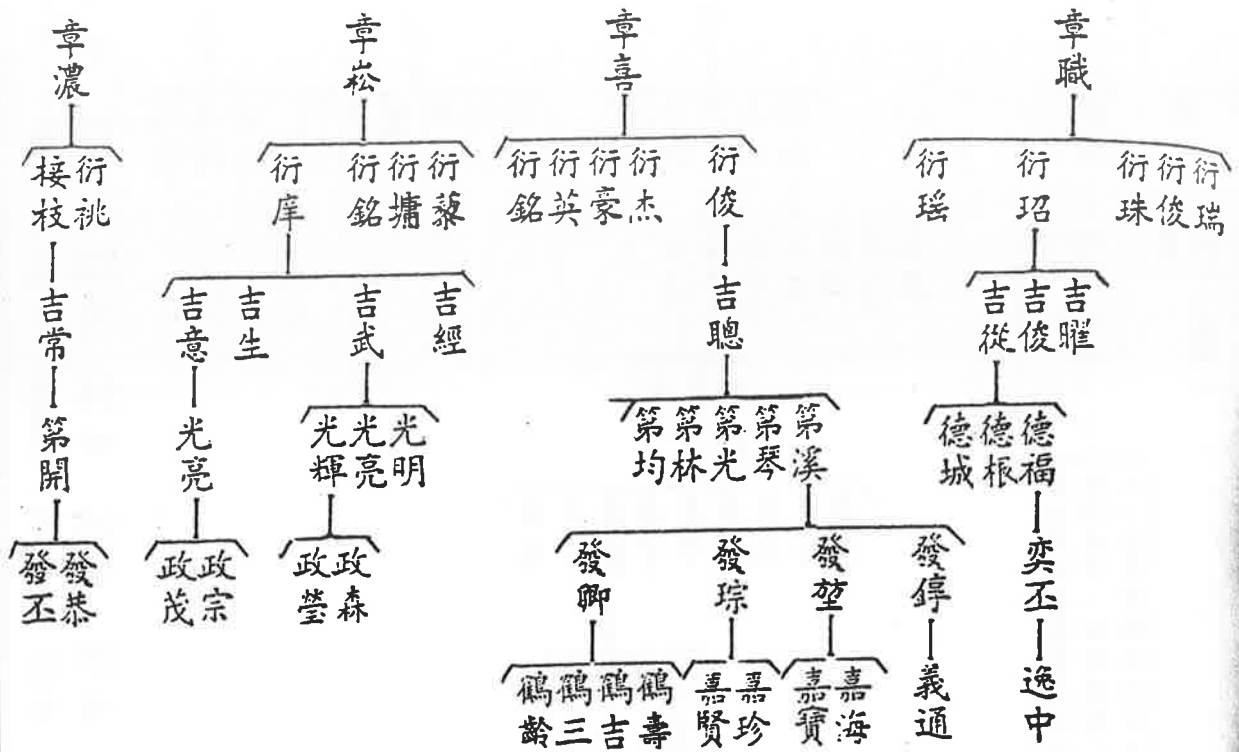 章職 章喜 章崧 章濃
衍瑞 衍俊 衍珠 衍玿 衍瑶 衍俊 衍杰 衍豪 衍英 衍銘 衍藜 衍墉 衍銘 衍庠 衍祧 接枝
吉曜 吉俊 吉從 吉聰 吉經 吉武 吉生 吉意 吉常
德福 德根 德城 第溪 第琴 第光 第林 第均 光明 光亮 光輝 光亮 第開
奕丕 發錞 發堃 發琮 發卿 政森 政瑩 政宗 政茂 發恭 發丕
逸中 義通 嘉海 嘉寶 嘉珍 嘉賢 鶴壽 鶴吉 鶴三 鶴齡